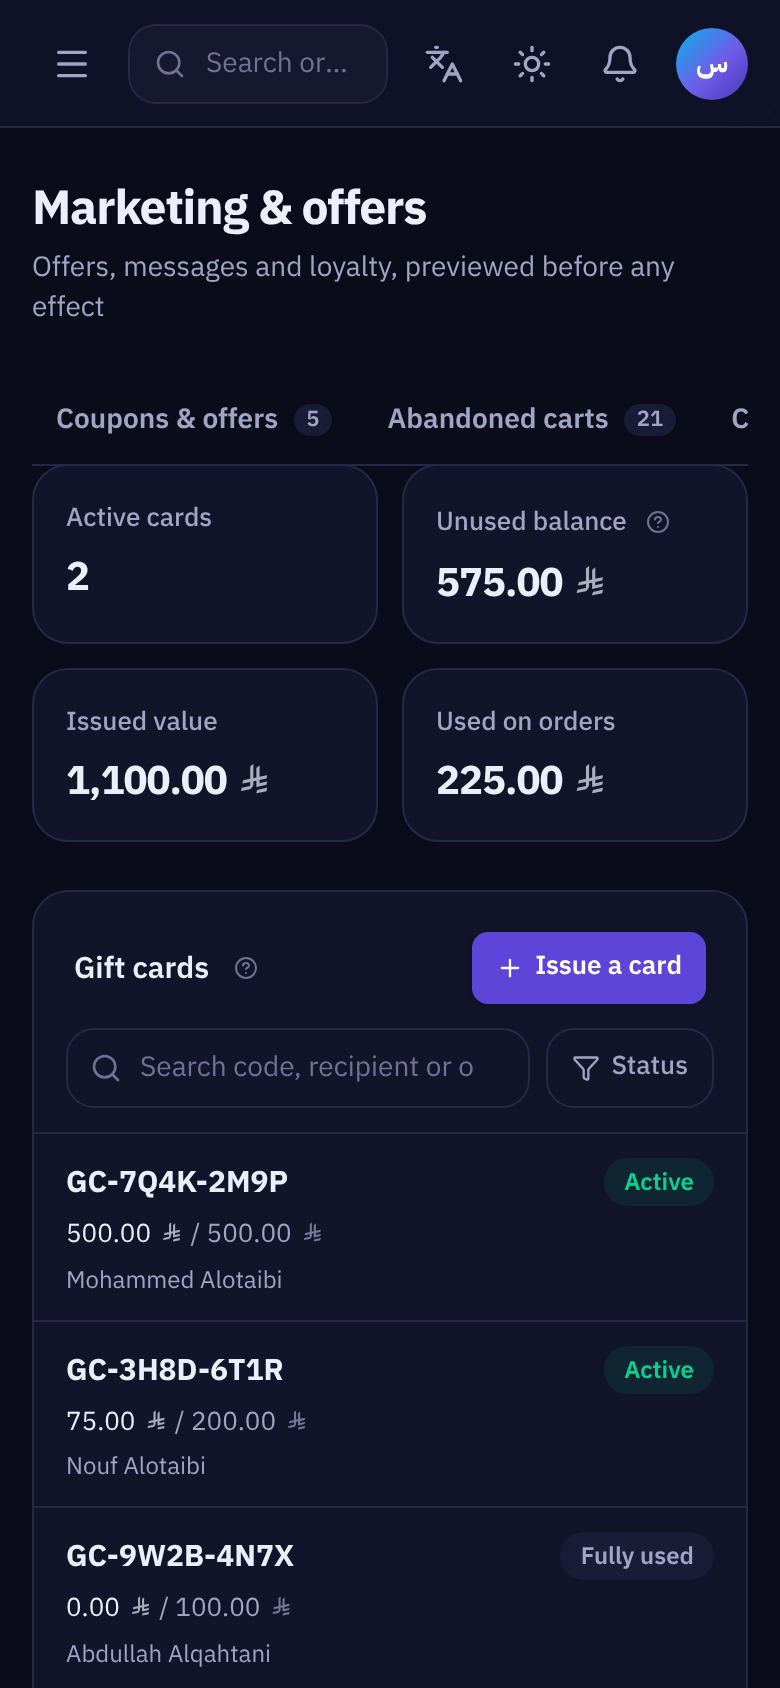 Search or...
س
Marketing & offers
Offers, messages and loyalty, previewed before any
effect
Coupons & offers 5 Abandoned carts 21 C
Active cards
2
Unused balance
575.00 ⃁
Issued value
1,100.00 ⃁
Used on orders
225.00 ⃁
Gift cards
+ Issue a card
Search code, recipient or o
Status
GC-7Q4K-2M9P
Active
500.00 ⃁ / 500.00 ⃁
Mohammed Alotaibi
GC-3H8D-6T1R
Active
75.00 ⃁ / 200.00 ⃁
Nouf Alotaibi
GC-9W2B-4N7X
Fully used
0.00 ⃁ / 100.00 ⃁
Abdullah Alqahtani